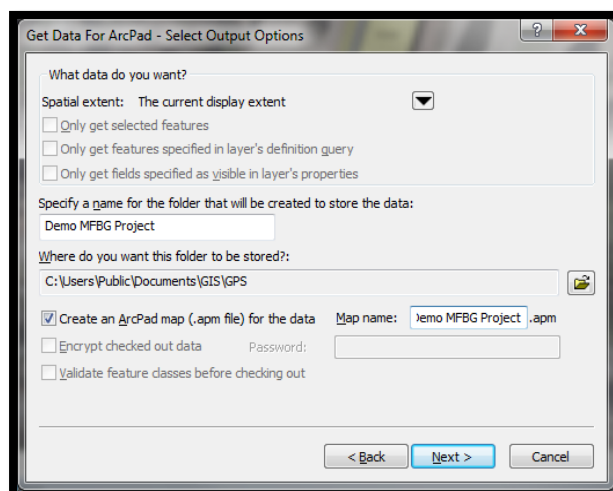 Get Data For ArcPad - Select Output Options
What data do you want?
Spatial extent: The current display extent
Only get selected features
Only get features specified in layer's definition query
Only get fields specified as visible in layer's properties
Specify a name for the folder that will be created to store the data:
Demo MFBG Project
Where do you want this folder to be stored?:
C:\Users\Public\Documents\GIS\GPS
Create an ArcPad map (.apm file) for the data Map name: Demo MFBG Project .apm
Encrypt checked out data Password:
Validate feature classes before checking out
< Back Next > Cancel